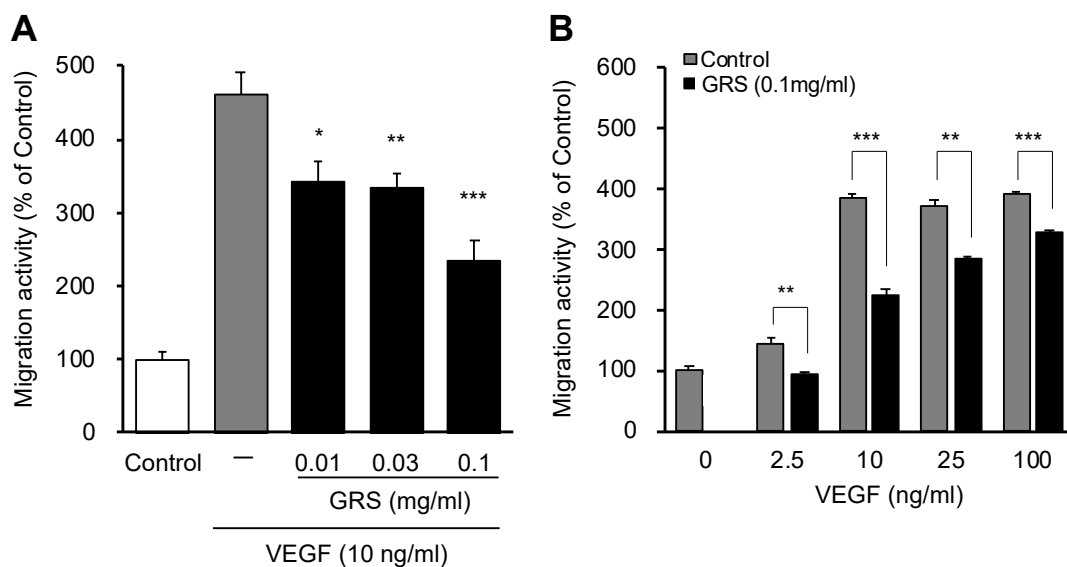 A
Migration activity (% of Control)
500
400
300
200
100
0
*
**
***
Control
—
0.01
0.03
0.1
GRS (mg/ml)
VEGF (10 ng/ml)
B
Migration activity (% of Control)
Control
GRS (0.1mg/ml)
600
500
400
300
200
100
0
**
***
**
***
0
2.5
10
25
100
VEGF (ng/ml)